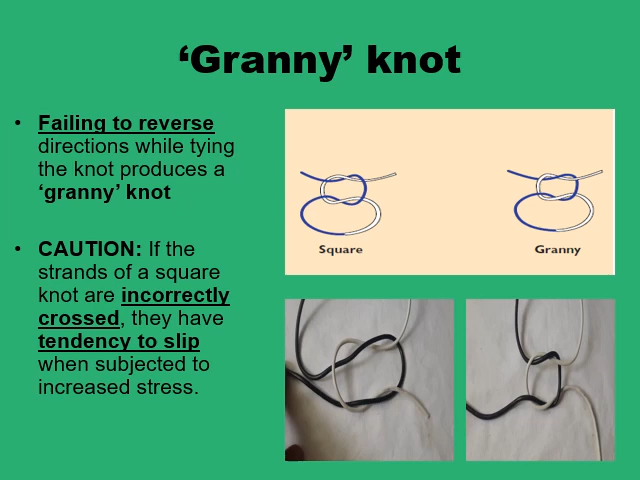 ‘Granny’ knot
• Failing to reverse
directions while tying
the knot produces a
‘granny’ knot
• CAUTION: If the
strands of a square
knot are incorrectly
crossed, they have
tendency to slip
when subjected to
increased stress.
Square
Granny